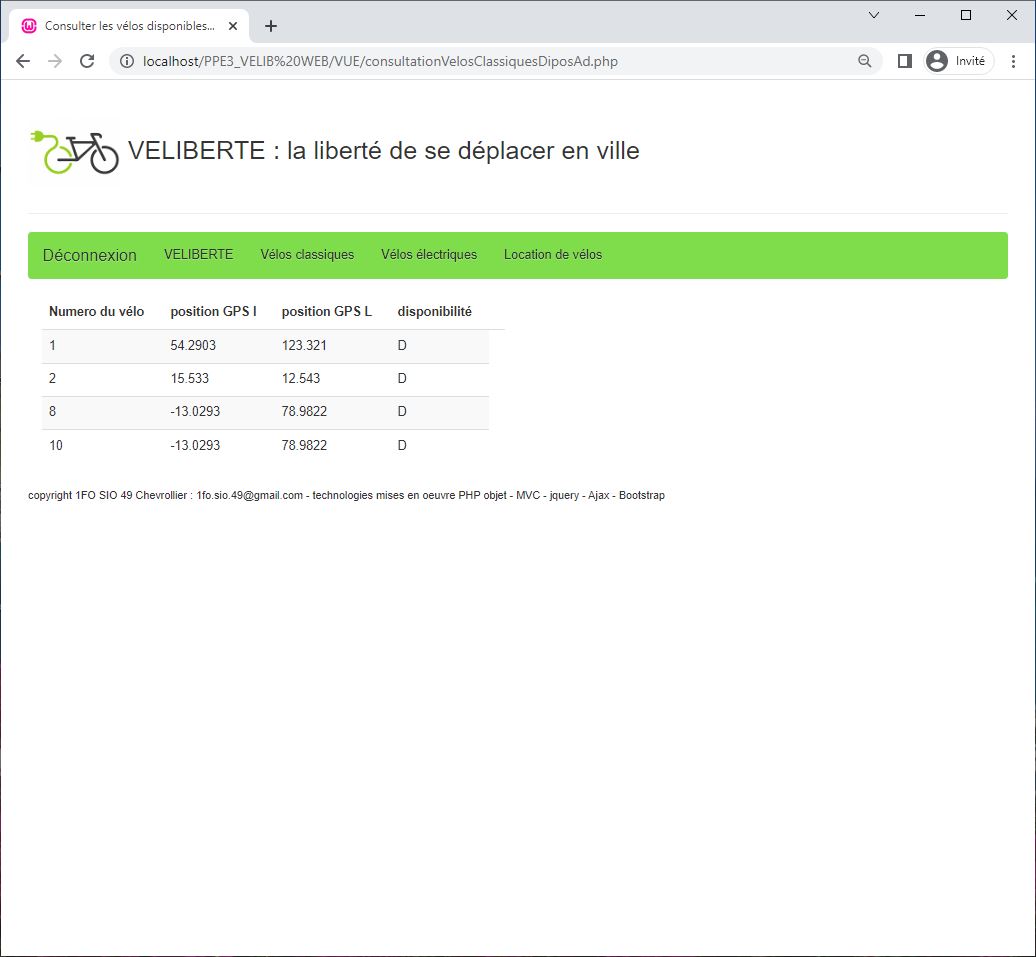 Consulter les vélos disponibles...
localhost/PPE3_VELIB%20WEB/VUE/consultationVelosClassiquesDiposAd.php
Invité
VELIBERTE : la liberté de se déplacer en ville
Déconnexion VELIBERTE Vélos classiques Vélos électriques Location de vélos
Numero du vélo position GPS l position GPS L disponibilité
1 54.2903 123.321 D
2 15.533 12.543 D
8 -13.0293 78.9822 D
10 -13.0293 78.9822 D
copyright 1FO SIO 49 Chevrollier : 1fo.sio.49@gmail.com - technologies mises en oeuvre PHP objet - MVC - jquery - Ajax - Bootstrap